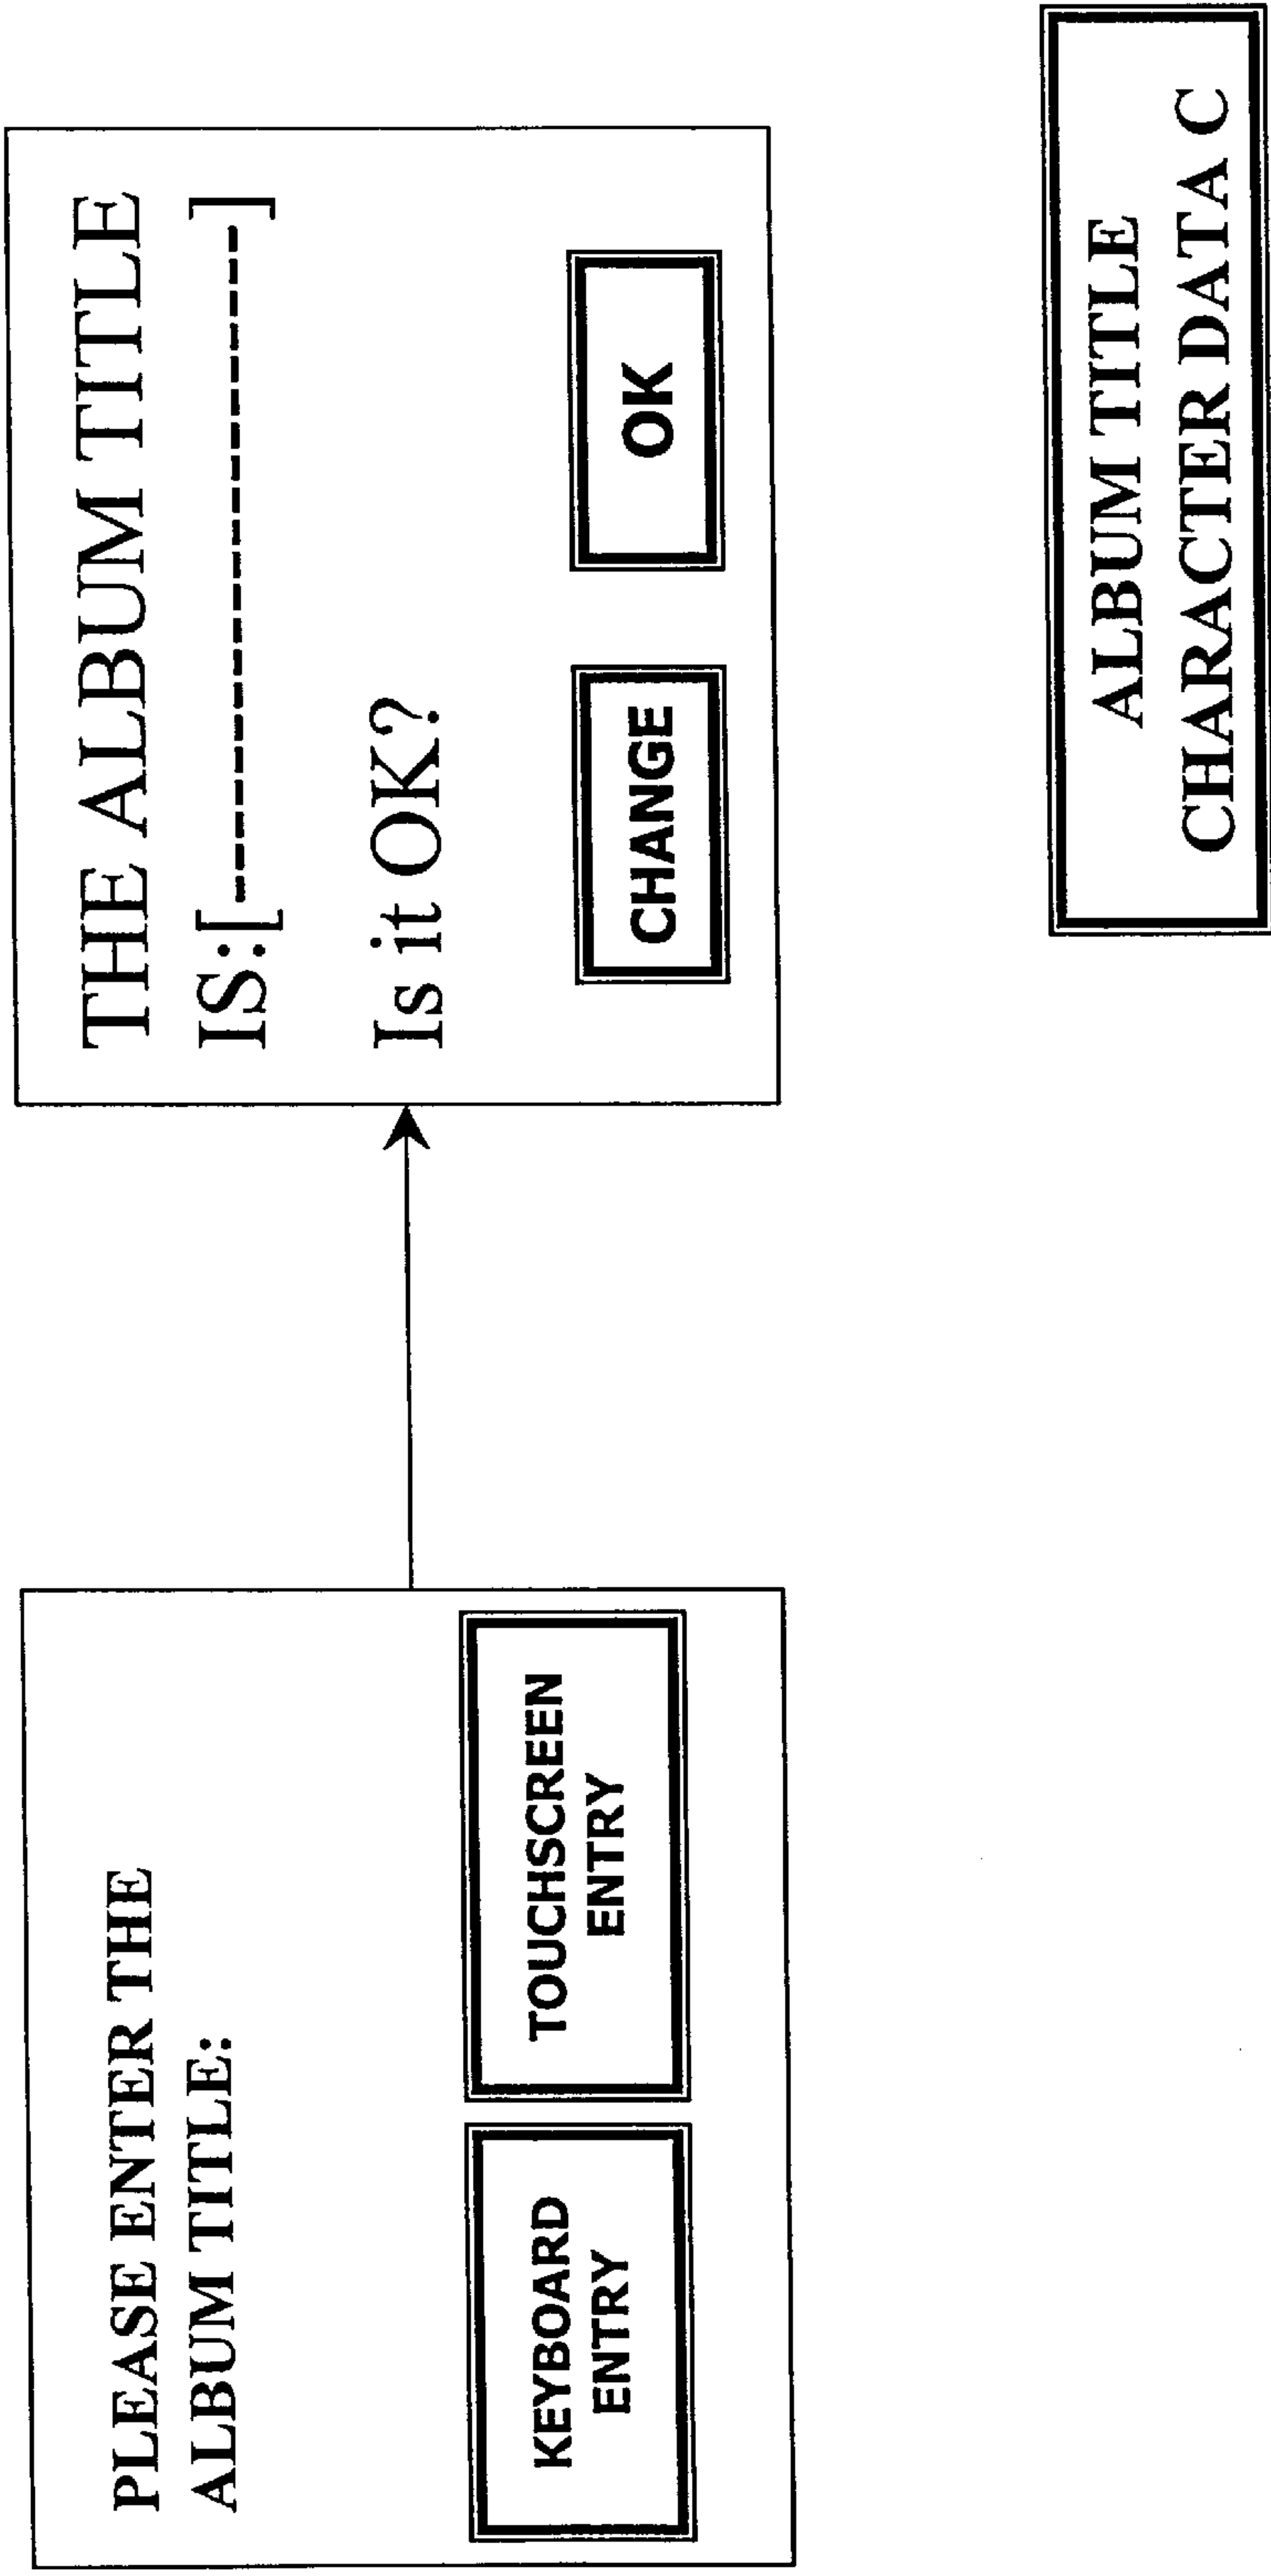 PLEASE ENTER THE
ALBUM TITLE:
KEYBOARD
ENTRY
TOUCHSCREEN
ENTRY
THE ALBUM TITLE
IS:[--------------------------]
Is it OK?
CHANGE
OK
ALBUM TITLE
CHARACTER DATA C